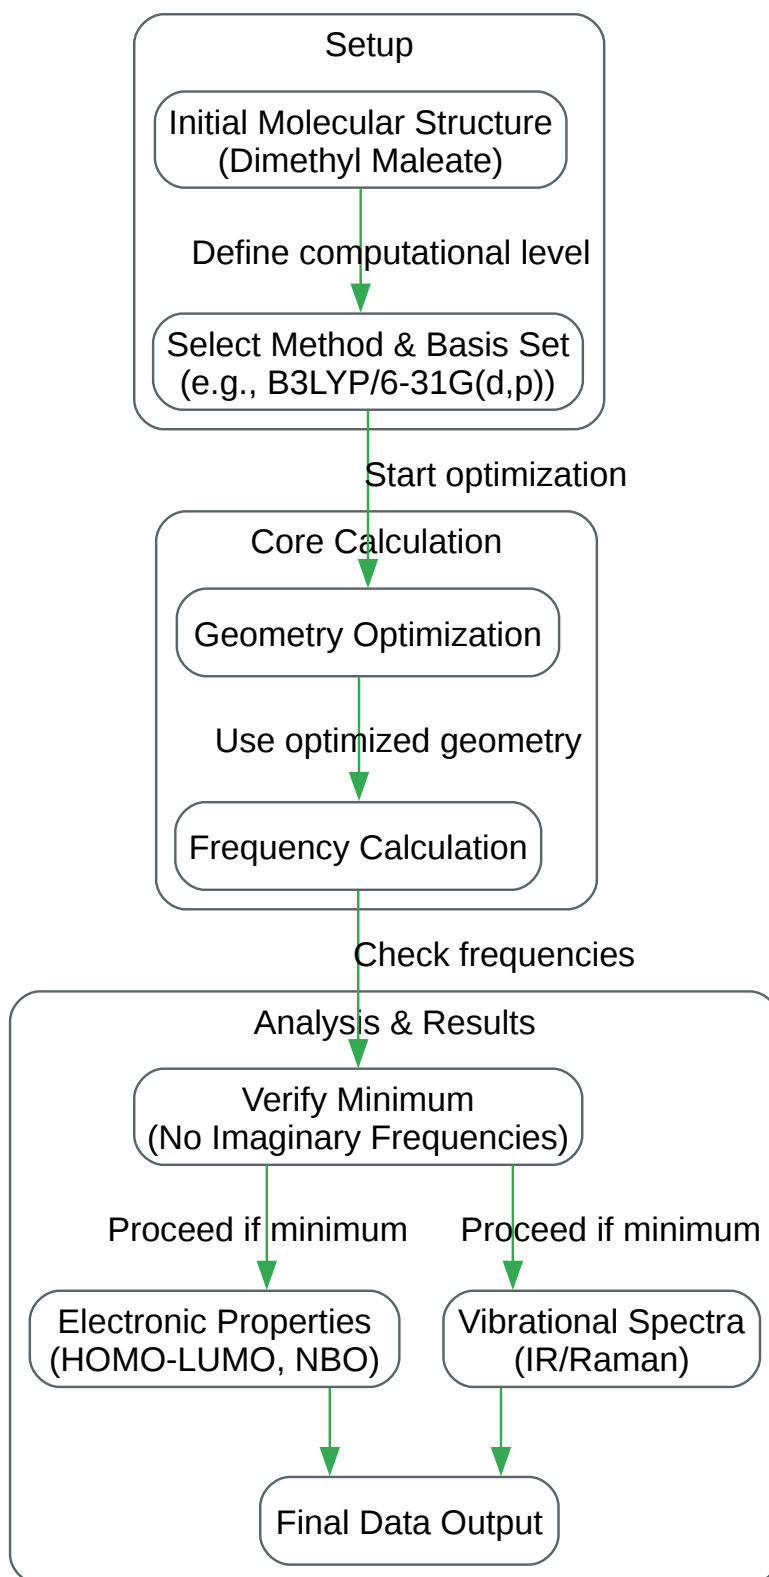 Setup
Initial Molecular Structure
(Dimethyl Maleate)
Define computational level
Select Method & Basis Set
(e.g., B3LYP/6-31G(d,p))
Start optimization
Core Calculation
Geometry Optimization
Use optimized geometry
Frequency Calculation
Check frequencies
Analysis & Results
Verify Minimum
(No Imaginary Frequencies)
Proceed if minimum
Proceed if minimum
Electronic Properties
(HOMO-LUMO, NBO)
Vibrational Spectra
(IR/Raman)
Final Data Output